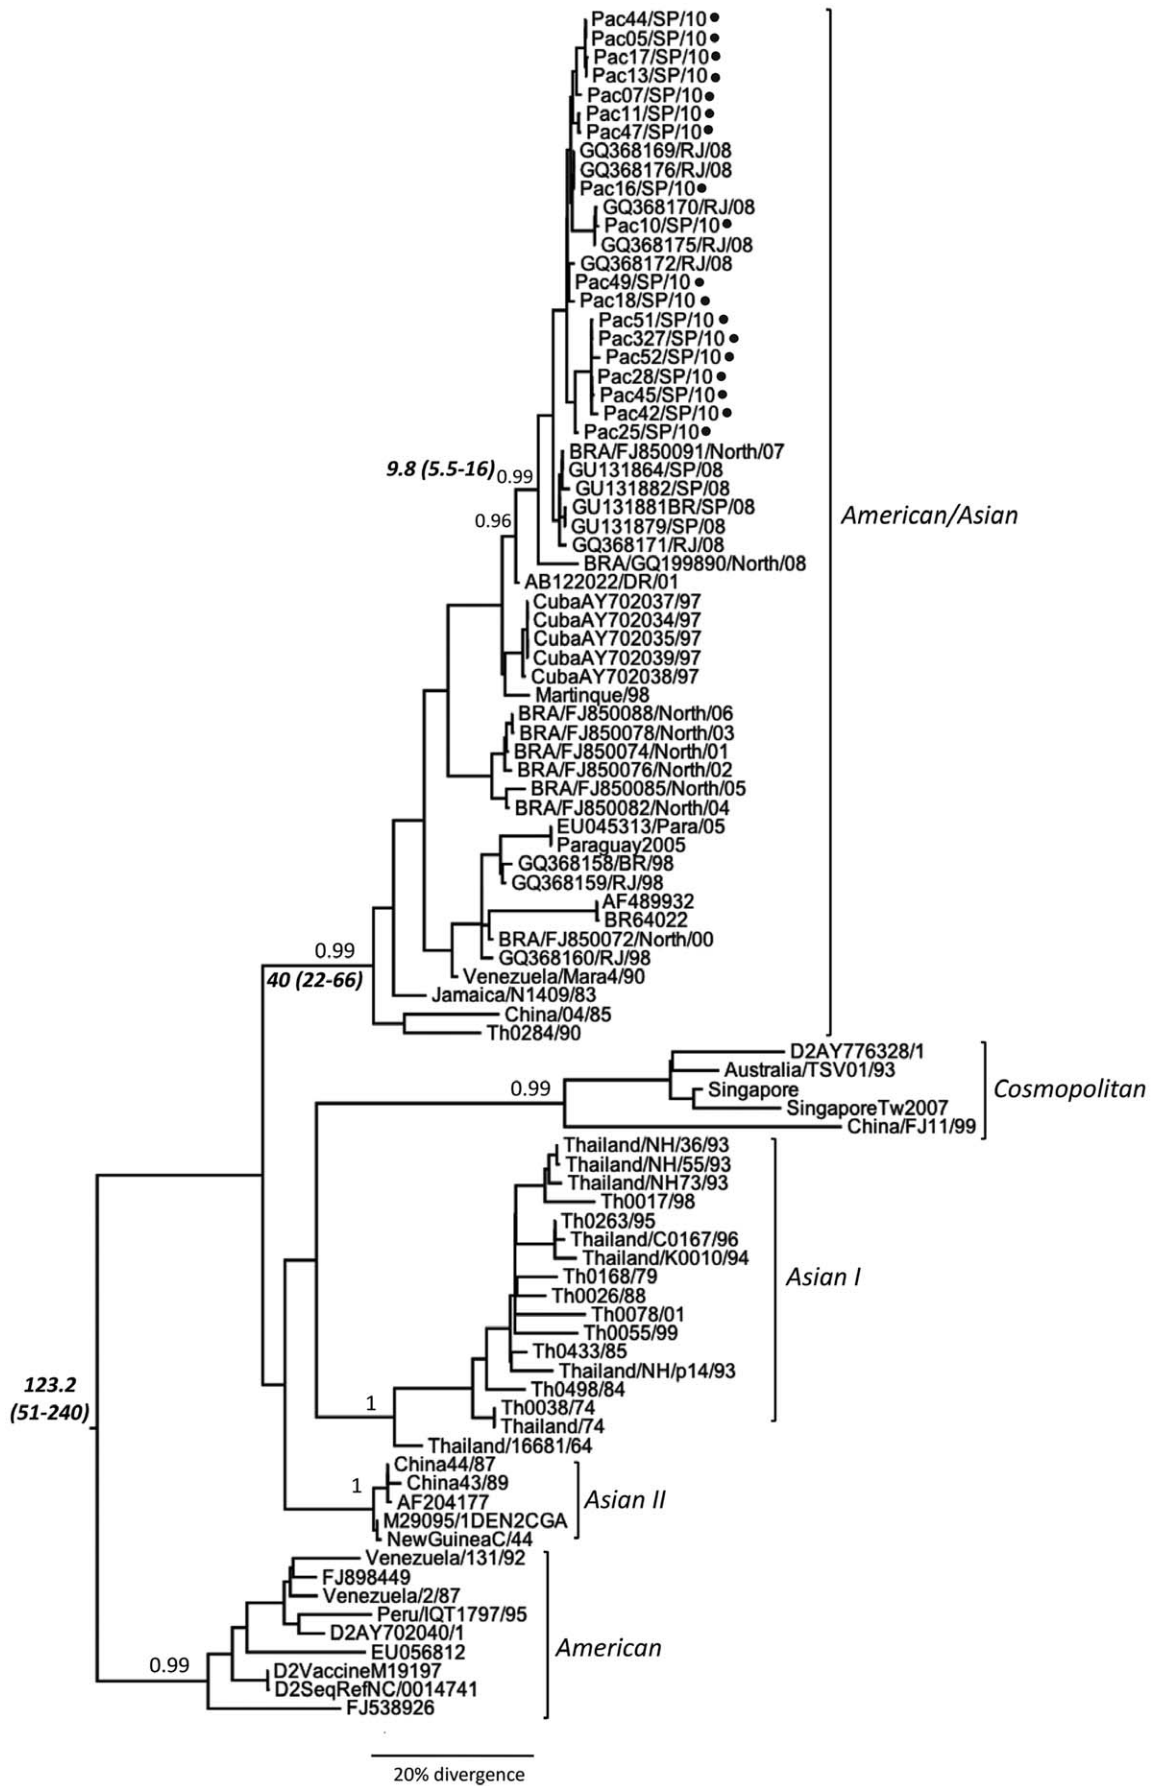 Pac44/SP/10●
Pac05/SP/10●
Pac17/SP/10●
Pac13/SP/10●
Pac07/SP/10●
Pac11/SP/10●
Pac47/SP/10●
GQ368169/RJ/08
GQ368176/RJ/08
Pac16/SP/10●
GQ368170/RJ/08
Pac10/SP/10●
GQ368175/RJ/08
GQ368172/RJ/08
Pac49/SP/10●
Pac18/SP/10●
Pac51/SP/10●
Pac327/SP/10●
Pac52/SP/10●
Pac28/SP/10●
Pac45/SP/10●
Pac42/SP/10●
Pac25/SP/10●
BRA/FJ850091/North/07
9.8 (5.5-16)
0.99
GU131864/SP/08
GU131882/SP/08
GU131881BR/SP/08
American/Asian
0.96
GU131879/SP/08
GQ368171/RJ/08
BRA/GQ199890/North/08
AB122022/DR/01
CubaAY702037/97
CubaAY702034/97
CubaAY702035/97
CubaAY702039/97
CubaAY702038/97
Martinque/98
BRA/FJ850088/North/06
BRA/FJ850078/North/03
BRA/FJ850074/North/01
BRA/FJ850076/North/02
BRA/FJ850085/North/05
BRA/FJ850082/North/04
EU045313/Para/05
Paraguay2005
GQ368158/BR/98
GQ368159/RJ/98
AF489932
BR64022
BRA/FJ850072/North/00
0.99
GQ368160/RJ/98
40 (22-66)
Venezuela/Mara4/90
Jamaica/N1409/83
China/04/85
Th0284/90
D2AY776328/1
Australia/TSV01/93
0.99
Singapore
Cosmopolitan
SingaporeTw2007
China/FJ11/99
Thailand/NH/36/93
Thailand/NH/55/93
Thailand/NH73/93
Th0017/98
Th0263/95
Thailand/C0167/96
Thailand/K0010/94
Th0168/79
Asian I
Th0026/88
Th0078/01
Th0055/99
Th0433/85
Thailand/NH/p14/93
123.2
(51-240)
Th0498/84
1
Th0038/74
Thailand/74
Thailand/16681/64
China44/87
1
China43/89
AF204177
Asian II
M29095/1DEN2CGA
NewGuineaC/44
Venezuela/131/92
FJ898449
Venezuela/2/87
Peru/IQT1797/95
D2AY702040/1
American
EU056812
0.99
D2VaccineM19197
D2SeqRefNC/0014741
FJ538926
20% divergence